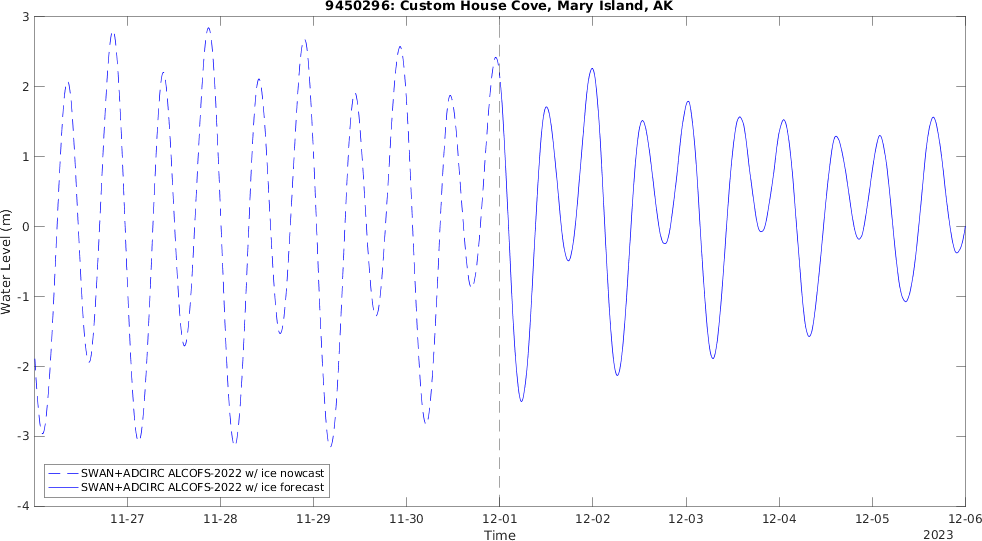 9450296: Custom House Cove, Mary Island, AK
3
2
1
0
-1
-2
-3
-4
Water Level (m)
SWAN+ADCIRC ALCOFS-2022 w/ ice nowcast
SWAN+ADCIRC ALCOFS-2022 w/ ice forecast
11-27 11-28 11-29 11-30 12-01 12-02 12-03 12-04 12-05 12-06
Time
2023